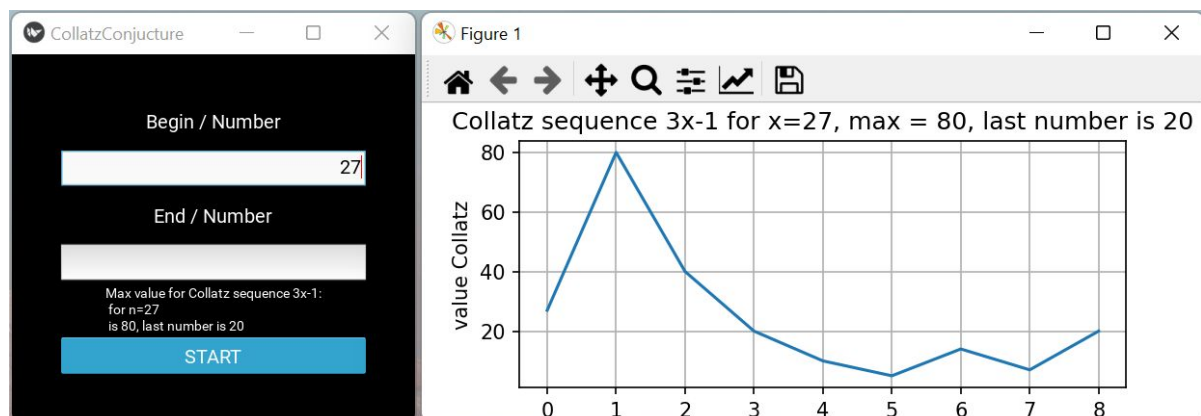 CollatzConjucture
Begin / Number
27
End / Number
Max value for Collatz sequence 3x-1:
for n=27
is 80, last number is 20
START
Figure 1
Collatz sequence 3x-1 for x=27, max = 80, last number is 20
value Collatz
80
60
40
20
0 1 2 3 4 5 6 7 8